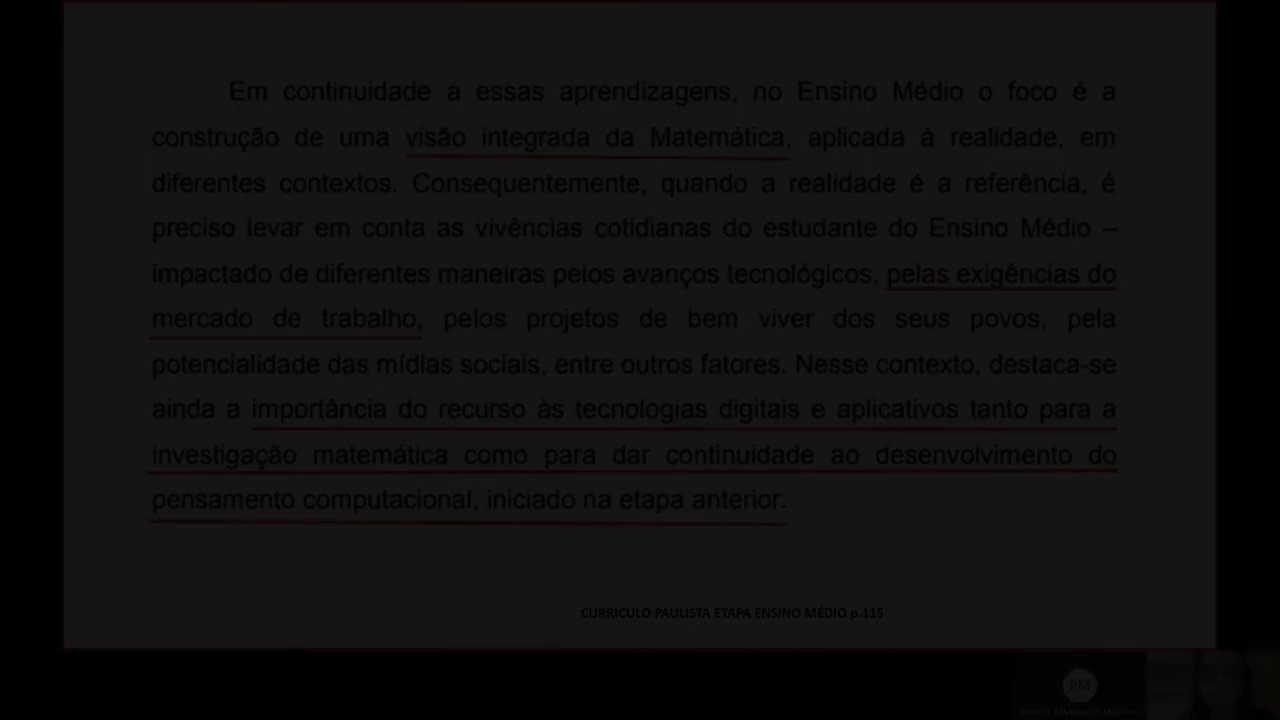 Em continuidade a essas aprendizagens, no Ensino Médio o foco é a
construção de uma visão integrada da Matemática, aplicada à realidade, em
diferentes contextos. Consequentemente, quando a realidade é a referência, é
preciso levar em conta as vivências cotidianas do estudante do Ensino Médio –
impactado de diferentes maneiras pelos avanços tecnológicos, pelas exigências do
mercado de trabalho, pelos projetos de bem viver dos seus povos, pela
potencialidade das mídias sociais, entre outros fatores. Nesse contexto, destaca-se
ainda a importância do recurso às tecnologias digitais e aplicativos tanto para a
investigação matemática como para dar continuidade ao desenvolvimento do
pensamento computacional, iniciado na etapa anterior.
CURRICULO PAULISTA ETAPA ENSINO MÉDIO p.115
PM